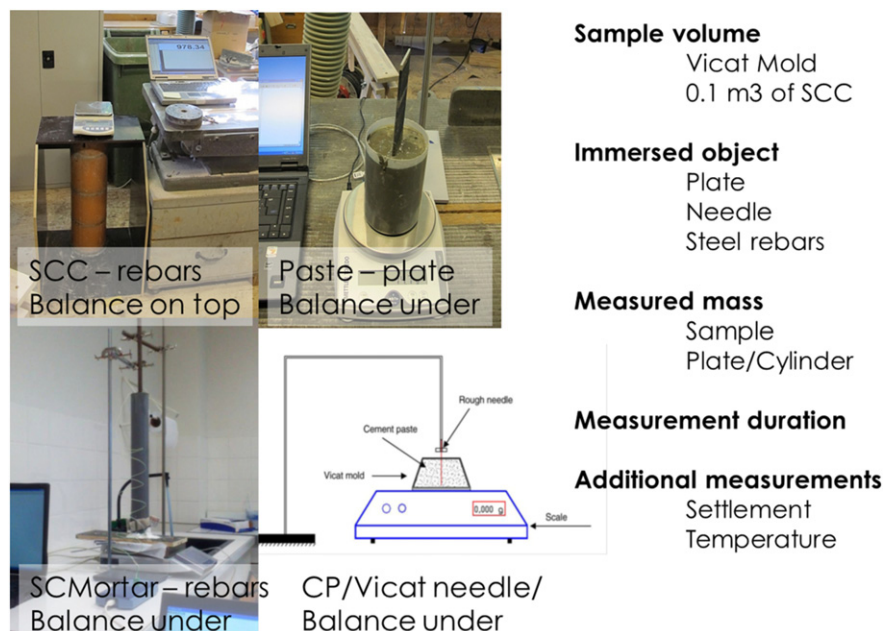 978.34
SCC – rebars
Balance on top
Paste – plate
Balance under
SCMortar – rebars
Balance under
Rough needle
Cement paste
Vicat mold
0,000 g
Scale
CP/Vicat needle/
Balance under
Sample volume
Vicat Mold
0.1 m3 of SCC
Immersed object
Plate
Needle
Steel rebars
Measured mass
Sample
Plate/Cylinder
Measurement duration
Additional measurements
Settlement
Temperature